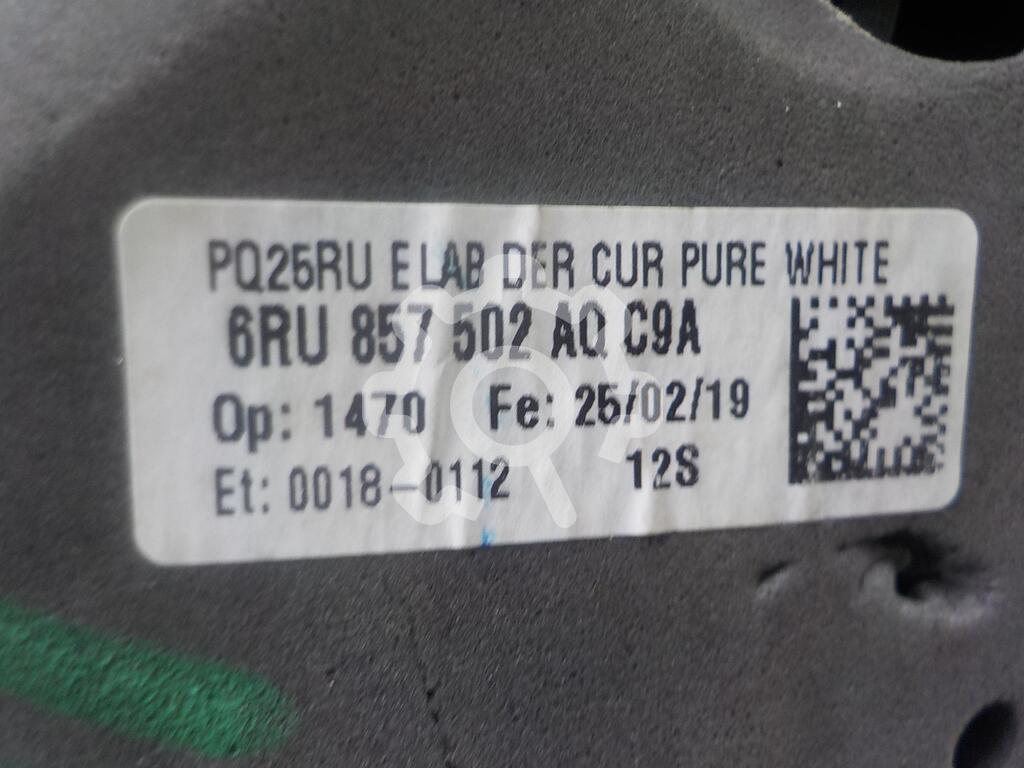 PQ25RU E LAB DER CUR PURE WHITE
6RU 857 502 AQ C9A
Op: 1470 Fe: 25/02/19
Et: 0018-0112 12S